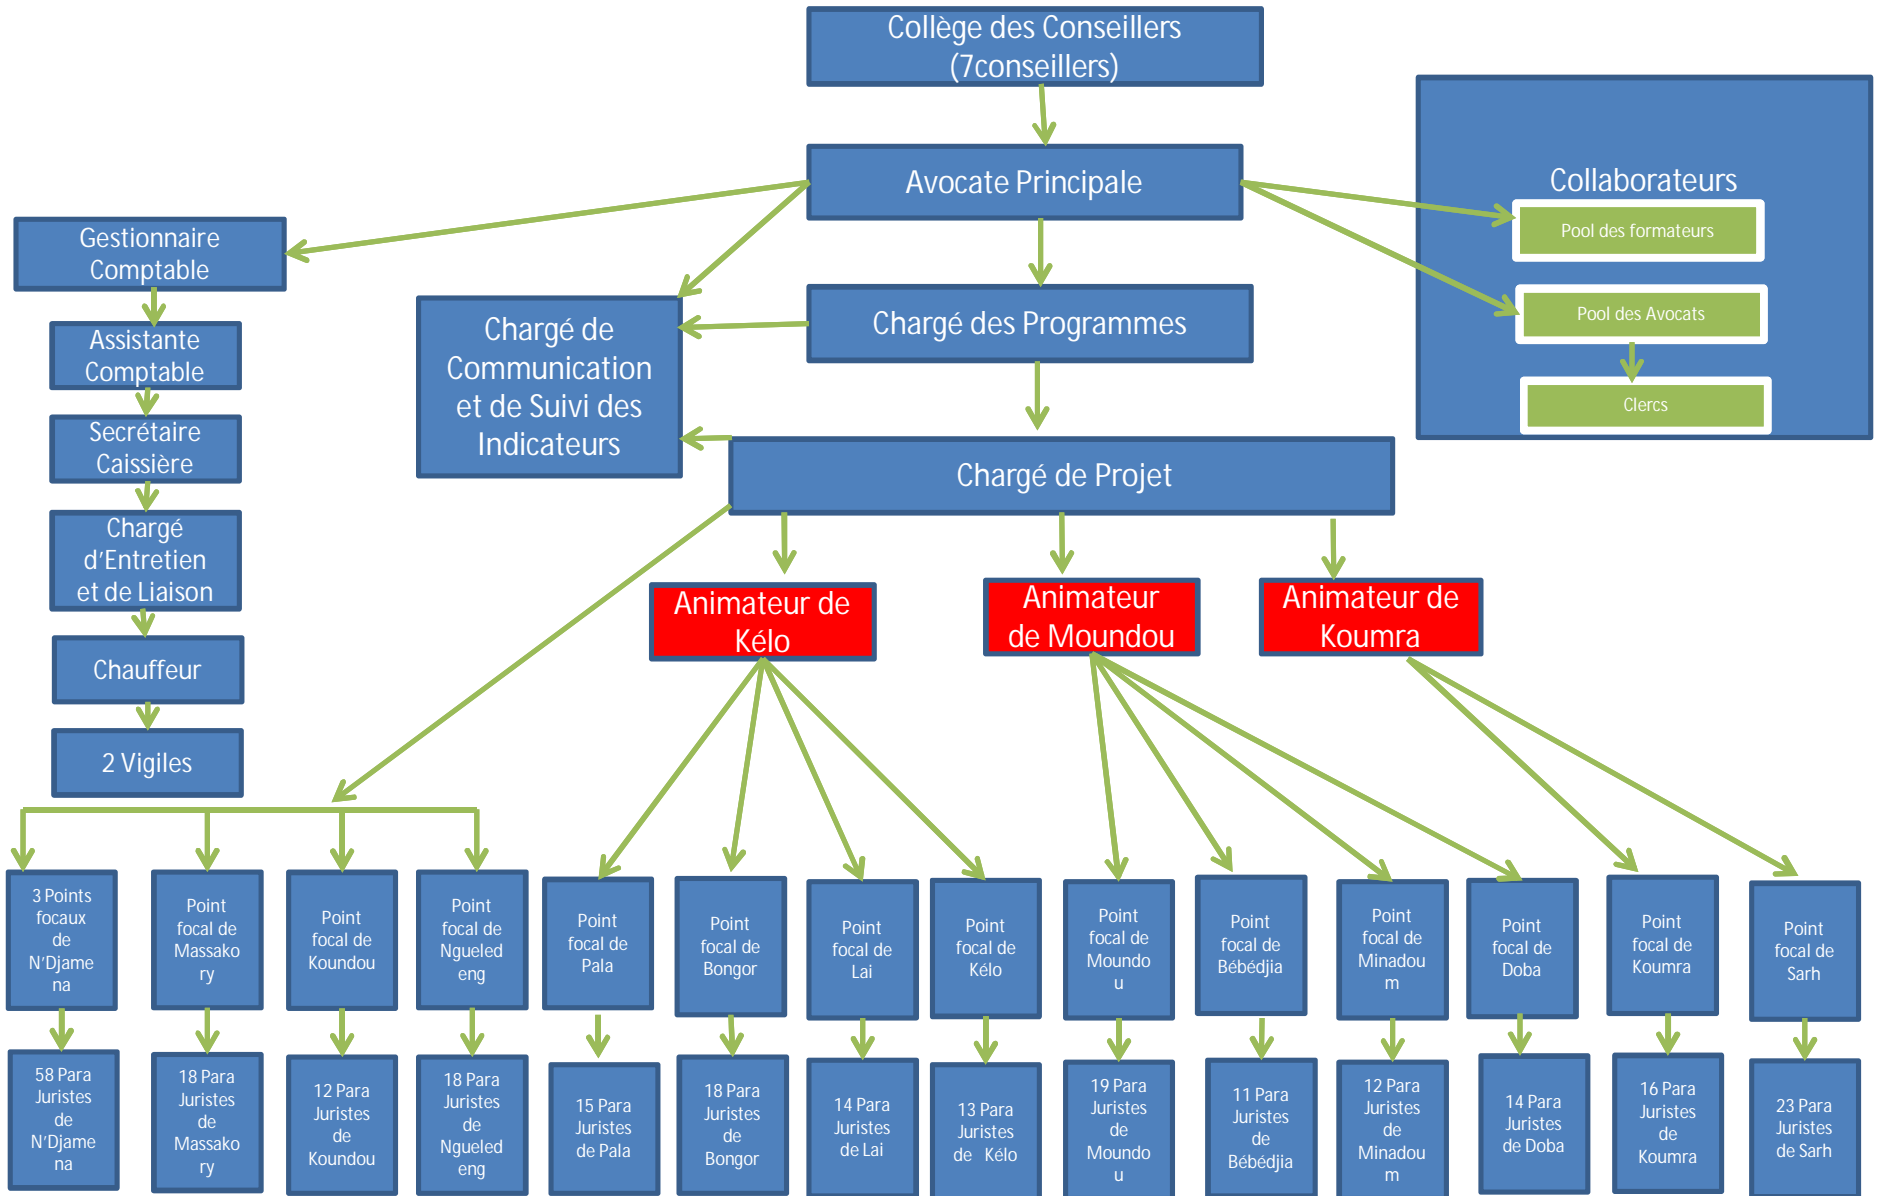 Collège des Conseillers
(7conseillers)
Avocate Principale
Collaborateurs
Pool des formateurs
Pool des Avocats
Clercs
Gestionnaire
Comptable
Assistante
Comptable
Secrétaire
Caissière
Chargé
d'Entretien
et de Liaison
Chauffeur
2 Vigiles
Chargé de
Communication
et de Suivi des
Indicateurs
Chargé des Programmes
Chargé de Projet
Animateur de
Kélo
Animateur
de Moundou
Animateur de
Koumra
3 Points
focaux
de
N'Djame
na
Point
focal de
Massako
ry
Point
focal de
Koundou
Point
focal de
Ngueled
eng
Point
focal de
Pala
Point
focal de
Bongor
Point
focal de
Lai
Point
focal de
Kélo
Point
focal de
Moundo
u
Point
focal de
Bébédjia
Point
focal de
Minadou
m
Point
focal de
Doba
Point
focal de
Koumra
Point
focal de
Sarh
58 Para
Juristes
de
N'Djame
na
18 Para
Juristes
de
Massako
ry
12 Para
Juristes
de
Koundou
18 Para
Juristes
de
Ngueled
eng
15 Para
Juristes
de Pala
18 Para
Juristes
de
Bongor
14 Para
Juristes
de Lai
13 Para
Juristes
de Kélo
19 Para
Juristes
de
Moundo
u
11 Para
Juristes
de
Bébédjia
12 Para
Juristes
de
Minadou
m
14 Para
Juristes
de Doba
16 Para
Juristes
de
Koumra
23 Para
Juristes
de Sarh